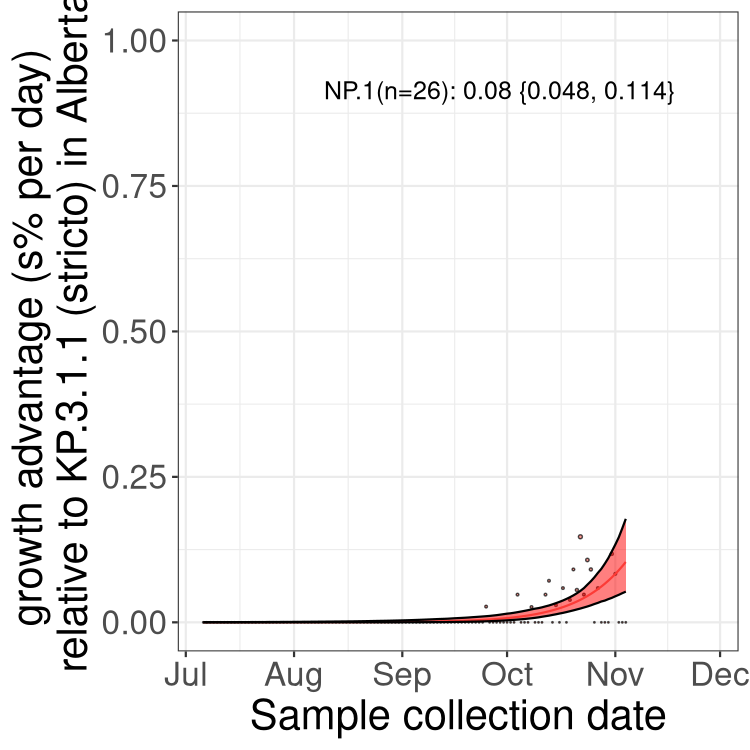 growth advantage (s% per day)
relative to KP.3.1.1 (stricto) in Alberta
1.00
0.75
0.50
0.25
0.00
NP.1(n=26): 0.08 {0.048, 0.114}
Jul Aug Sep Oct Nov Dec
Sample collection date